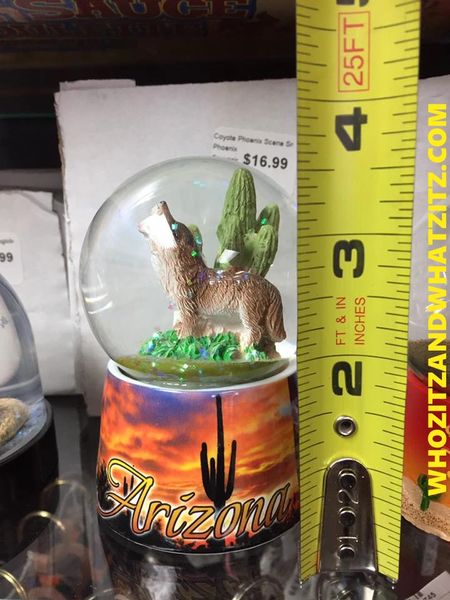 SAUCE
Coyote Phoenix Scene Sn
Phoenix
$16.99
.99
Arizona
25FT
4
3
FT & IN
INCHES
2
1
WHOZITZANDWHATZITZ.COM